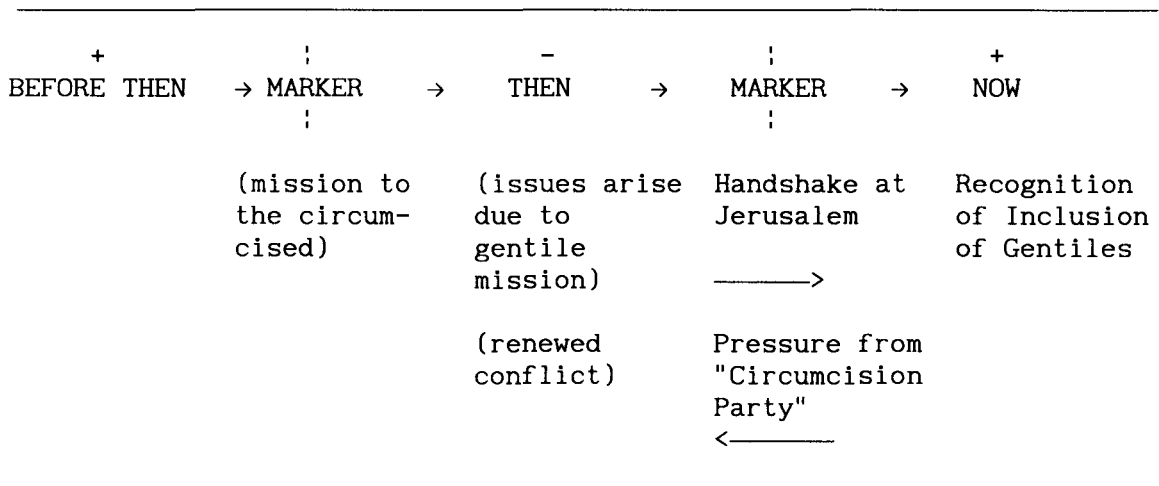 + ¦ − ¦ +
BEFORE THEN → MARKER → THEN → MARKER → NOW
¦ ¦
(mission to (issues arise Handshake at Recognition
the circum- due to Jerusalem of Inclusion
cised) gentile of Gentiles
mission) ———>
(renewed Pressure from
conflict) "Circumcision
Party"
<———